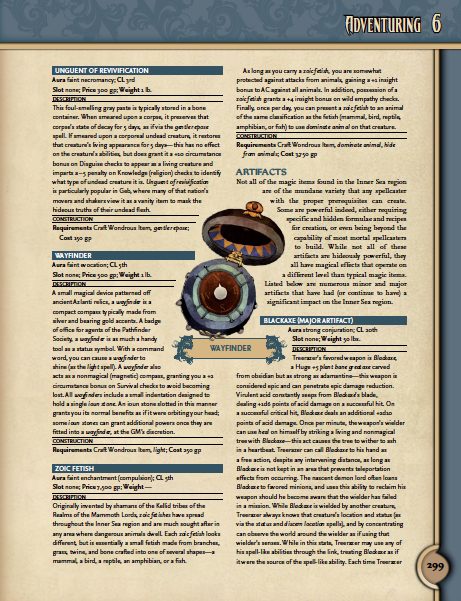 Adventuring 6
UNGUENT OF REVIVIFICATION
Aura faint necromancy; CL 3rd
Slot none; Price 300 gp; Weight 1 lb.
DESCRIPTION
This foul-smelling gray paste is typically stored in a bone
container. When smeared upon a corpse, it preserves that
corpse's state of decay for 5 days, as if via the gentle repose
spell. If smeared upon a corporeal undead creature, it restores
that creature's living appearance for 5 days—this has no effect
on the creature's abilities, but does grant it a +10 circumstance
bonus on Disguise checks to appear as a living creature and
imparts a –5 penalty on Knowledge (religion) checks to identify
what type of undead creature it is. Unguent of revivification
is particularly popular in Geb, where many of that nation's
movers and shakers view it as a vanity item to mask the
hideous truths of their undead flesh.
CONSTRUCTION
Requirements Craft Wondrous Item, gentle repose;
Cost 150 gp
WAYFINDER
Aura faint evocation; CL 5th
Slot none; Price 500 gp; Weight 1 lb.
DESCRIPTION
A small magical device patterned off
ancient Azlanti relics, a wayfinder is a
compact compass typically made from
silver and bearing gold accents. A badge
of office for agents of the Pathfinder
Society, a wayfinder is as much a handy
tool as a status symbol. With a command
word, you can cause a wayfinder to
shine (as the light spell). A wayfinder also
acts as a nonmagical (magnetic) compass, granting you a +2
circumstance bonus on Survival checks to avoid becoming
lost. All wayfinders include a small indentation designed to
hold a single ioun stone. An ioun stone slotted in this manner
grants you its normal benefits as if it were orbiting your head;
some ioun stones can grant additional powers once they are
fitted into a wayfinder, at the GM's discretion.
CONSTRUCTION
Requirements Craft Wondrous Item, light; Cost 250 gp
ZOIC FETISH
Aura faint enchantment (compulsion); CL 5th
Slot none; Price 7,500 gp; Weight —
DESCRIPTION
Originally invented by shamans of the Kellid tribes of the
Realms of the Mammoth Lords, zoic fetishes have spread
throughout the Inner Sea region and are much sought after in
any area where dangerous animals dwell. Each zoic fetish looks
different, but is essentially a small fetish made from branches,
grass, twine, and bone crafted into one of several shapes—a
mammal, a bird, a reptile, an amphibian, or a fish.
As long as you carry a zoic fetish, you are somewhat
protected against attacks from animals, gaining a +1 insight
bonus to AC against all animals. In addition, possession of a
zoic fetish grants a +4 insight bonus on wild empathy checks.
Finally, once per day, you can present a zoic fetish to an animal
of the same classification as the fetish (mammal, bird, reptile,
amphibian, or fish) to use dominate animal on that creature.
CONSTRUCTION
Requirements Craft Wondrous Item, dominate animal, hide
from animals; Cost 3,750 gp
ARTIFACTS
Not all of the magic items found in the Inner Sea region
are of the mundane variety that any spellcaster
with the proper prerequisites can create.
Some are powerful indeed, either requiring
specific and hidden formulae and recipes
for creation, or even being beyond the
capability of most mortal spellcasters
to build. While not all of these
artifacts are hideously powerful, they
all have magical effects that operate on
a different level than typical magic items.
Listed below are numerous minor and major
artifacts that have had (or continue to have) a
significant impact on the Inner Sea region.
WAYFINDER
BLACKAXE (MAJOR ARTIFACT)
Aura strong conjuration; CL 20th
Slot none; Weight 50 lbs.
DESCRIPTION
Treerazer's favored weapon is Blackaxe,
a Huge +5 plant bane greataxe carved
from obsidian but as strong as adamantine—this weapon is
considered epic and can penetrate epic damage reduction.
Virulent acid constantly seeps from Blackaxe's blade,
dealing +2d6 points of acid damage on a successful hit. On
a successful critical hit, Blackaxe deals an additional +2d10
points of acid damage. Once per minute, the weapon's wielder
can use heal on himself by striking a living and nonmagical
tree with Blackaxe—this act causes the tree to wither to ash
in a heartbeat. Treerazer can call Blackaxe to his hand as
a free action, despite any intervening distance, as long as
Blackaxe is not kept in an area that prevents teleportation
effects from occurring. The nascent demon lord often loans
Blackaxe to favored minions, and uses this ability to reclaim his
weapon should he become aware that the wielder has failed
in a mission. While Blackaxe is wielded by another creature,
Treerazer always knows that creature's location and status (as
via the status and discern location spells), and by concentrating
can observe the world around the wielder as if using that
wielder's senses. While in this state, Treerazer may use any of
his spell-like abilities through the link, treating Blackaxe as if
it were the source of the spell-like ability. Each time Treerazer
299